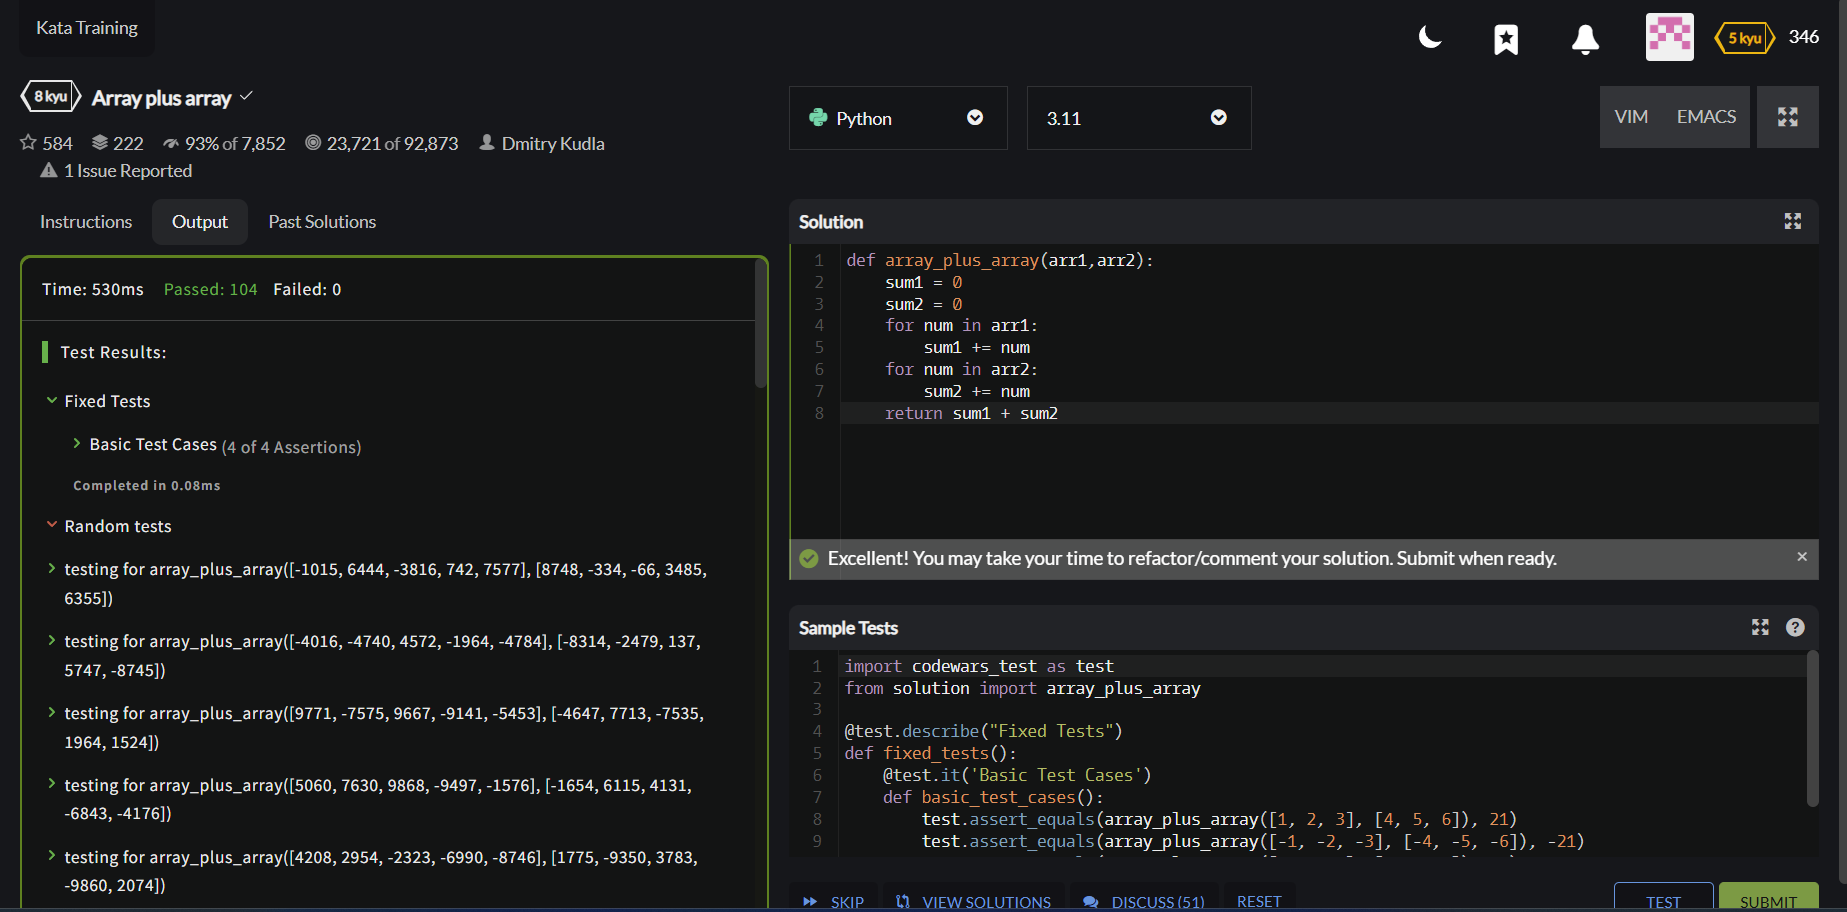 Kata Training
5 kyu
346
8 kyu
Array plus array
584 222 93% of 7,852 23,721 of 92,873 Dmitry Kudla
1 Issue Reported
Instructions Output Past Solutions
Time: 530ms Passed: 104 Failed: 0
Test Results:
Fixed Tests
Basic Test Cases (4 of 4 Assertions)
Completed in 0.08ms
Random tests
testing for array_plus_array([-1015, 6444, -3816, 742, 7577], [8748, -334, -66, 3485,
6355])
testing for array_plus_array([-4016, -4740, 4572, -1964, -4784], [-8314, -2479, 137,
5747, -8745])
testing for array_plus_array([9771, -7575, 9667, -9141, -5453], [-4647, 7713, -7535,
1964, 1524])
testing for array_plus_array([5060, 7630, 9868, -9497, -1576], [-1654, 6115, 4131,
-6843, -4176])
testing for array_plus_array([4208, 2954, -2323, -6990, -8746], [1775, -9350, 3783,
-9860, 2074])
Python
3.11
VIM EMACS
Solution
1 def array_plus_array(arr1,arr2):
2 sum1 = 0
3 sum2 = 0
4 for num in arr1:
5 sum1 += num
6 for num in arr2:
7 sum2 += num
8 return sum1 + sum2
Excellent! You may take your time to refactor/comment your solution. Submit when ready.
Sample Tests
1 import codewars_test as test
2 from solution import array_plus_array
3
4 @test.describe("Fixed Tests")
5 def fixed_tests():
6 @test.it('Basic Test Cases')
7 def basic_test_cases():
8 test.assert_equals(array_plus_array([1, 2, 3], [4, 5, 6]), 21)
9 test.assert_equals(array_plus_array([-1, -2, -3], [-4, -5, -6]), -21)
SKIP VIEW SOLUTIONS DISCUSS (51) RESET TEST SUBMIT